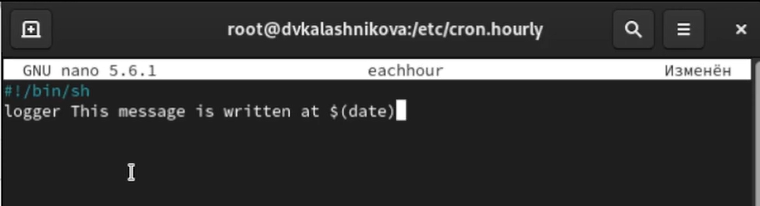 root@dvkalashnikova:/etc/cron.hourly
GNU nano 5.6.1 eachhour Изменён
#!/bin/sh
logger This message is written at $(date)